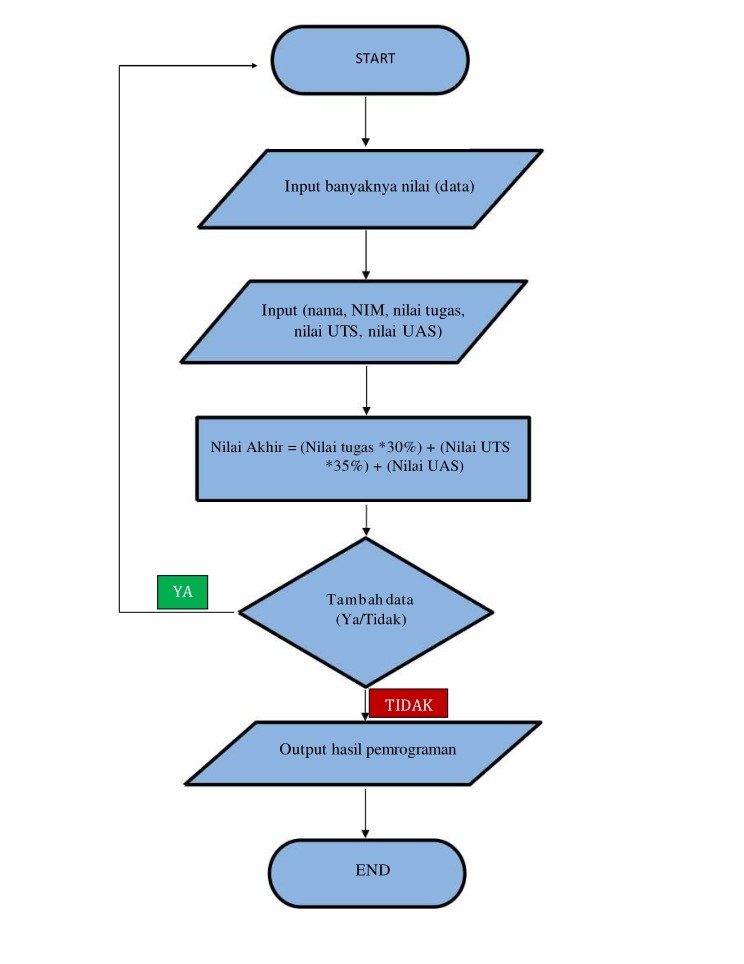 START
Input banyaknya nilai (data)
Input (nama, NIM, nilai tugas,
nilai UTS, nilai UAS)
Nilai Akhir = (Nilai tugas *30%) + (Nilai UTS
*35%) + (Nilai UAS)
YA
Tambah data
(Ya/Tidak)
TIDAK
Output hasil pemrograman
END